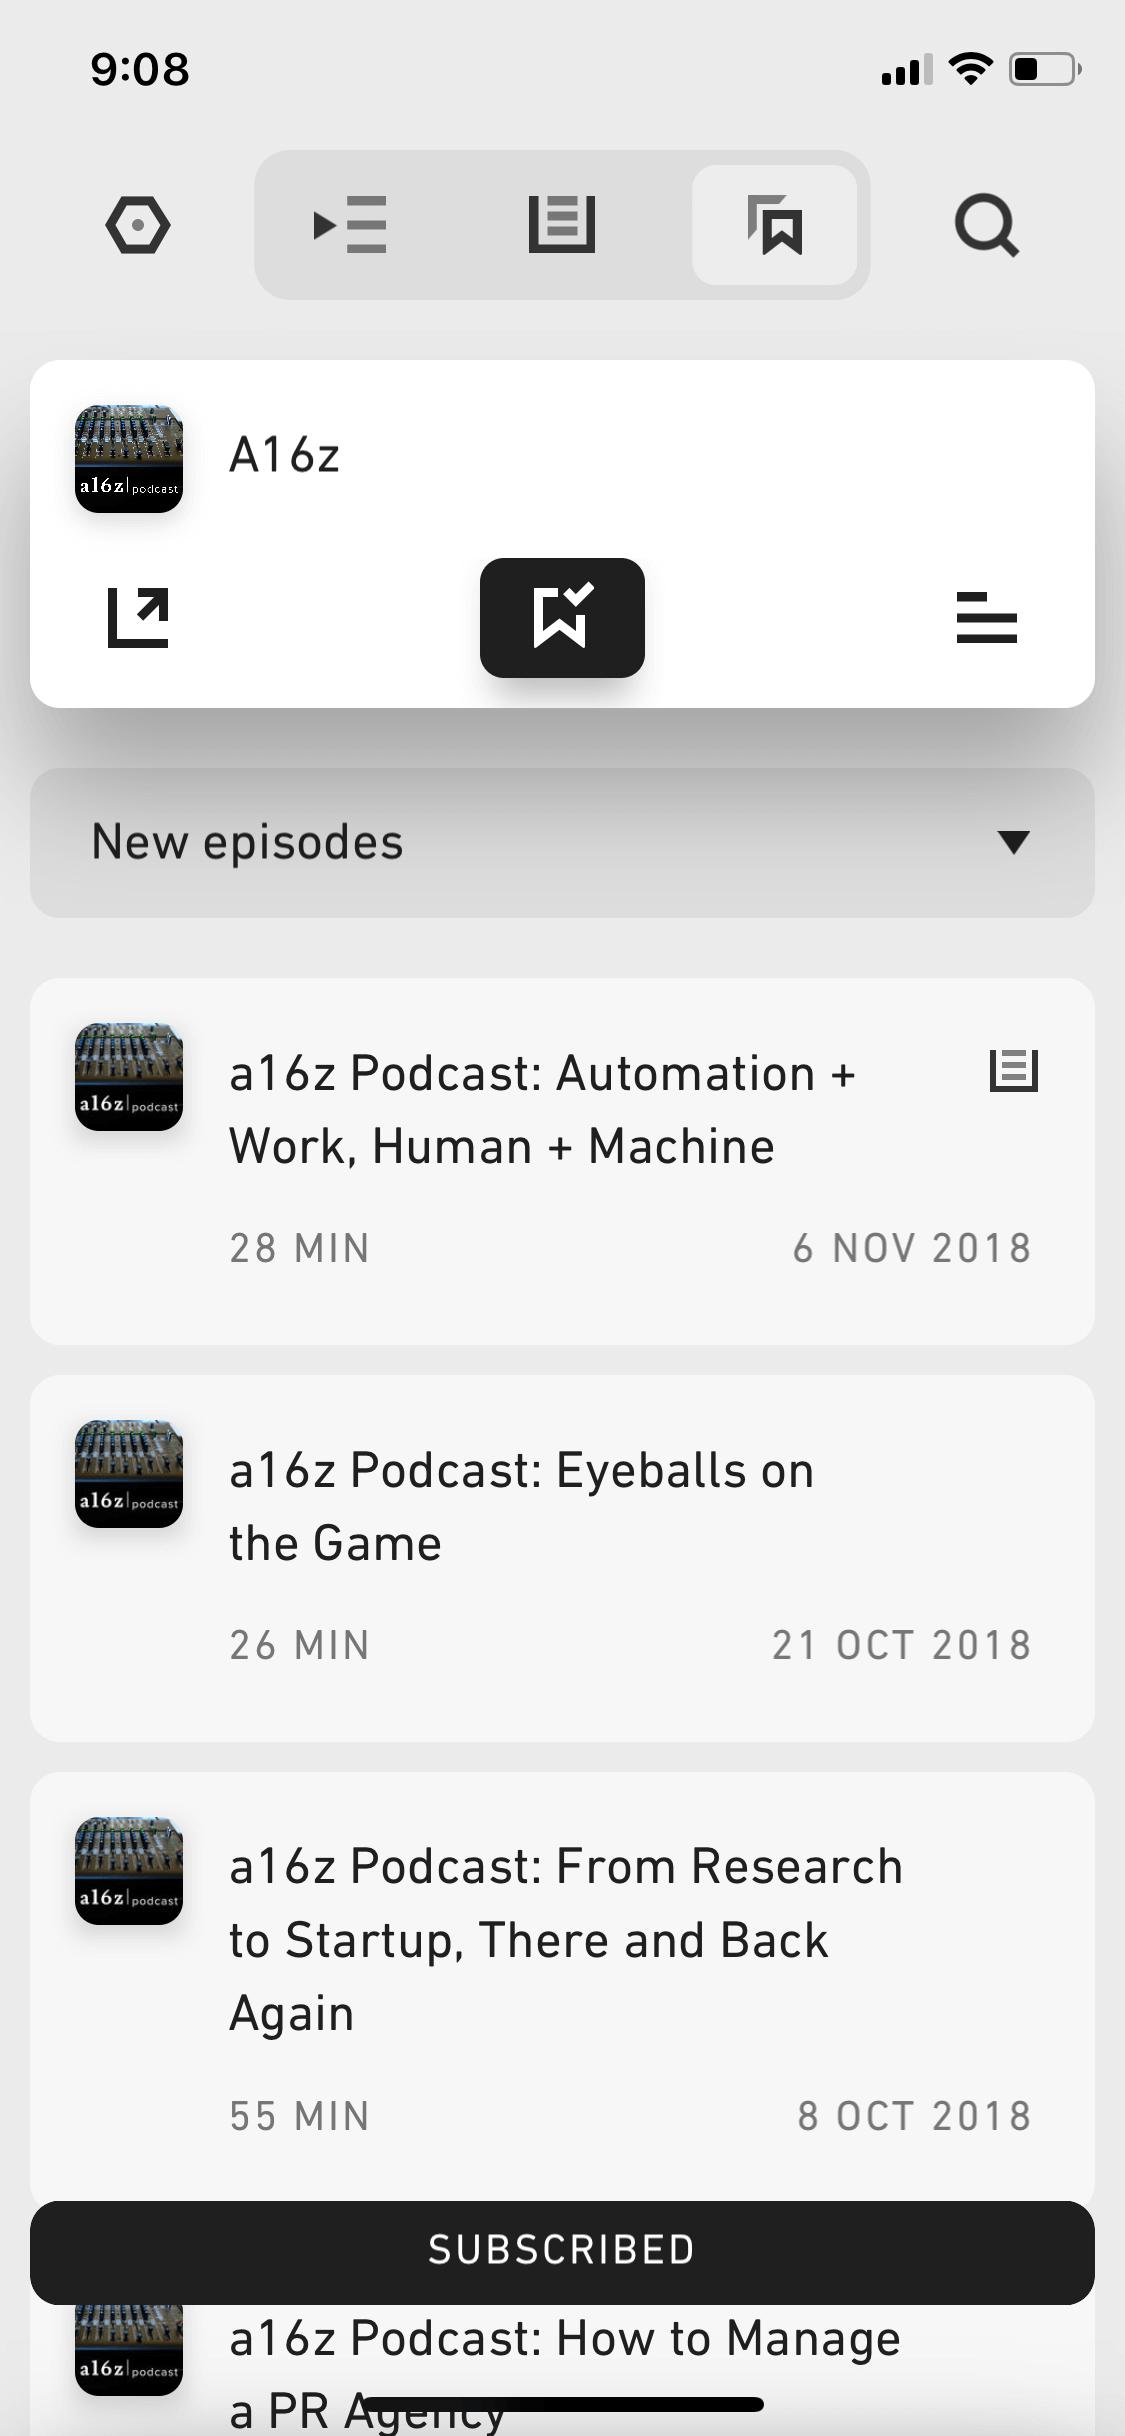 9:08
a16z podcast
A16z
New episodes
a16z podcast
a16z Podcast: Automation +
Work, Human + Machine
28 MIN
6 NOV 2018
a16z podcast
a16z Podcast: Eyeballs on
the Game
26 MIN
21 OCT 2018
a16z podcast
a16z Podcast: From Research
to Startup, There and Back
Again
55 MIN
8 OCT 2018
SUBSCRIBED
a16z podcast
a16z Podcast: How to Manage
a PR Agency